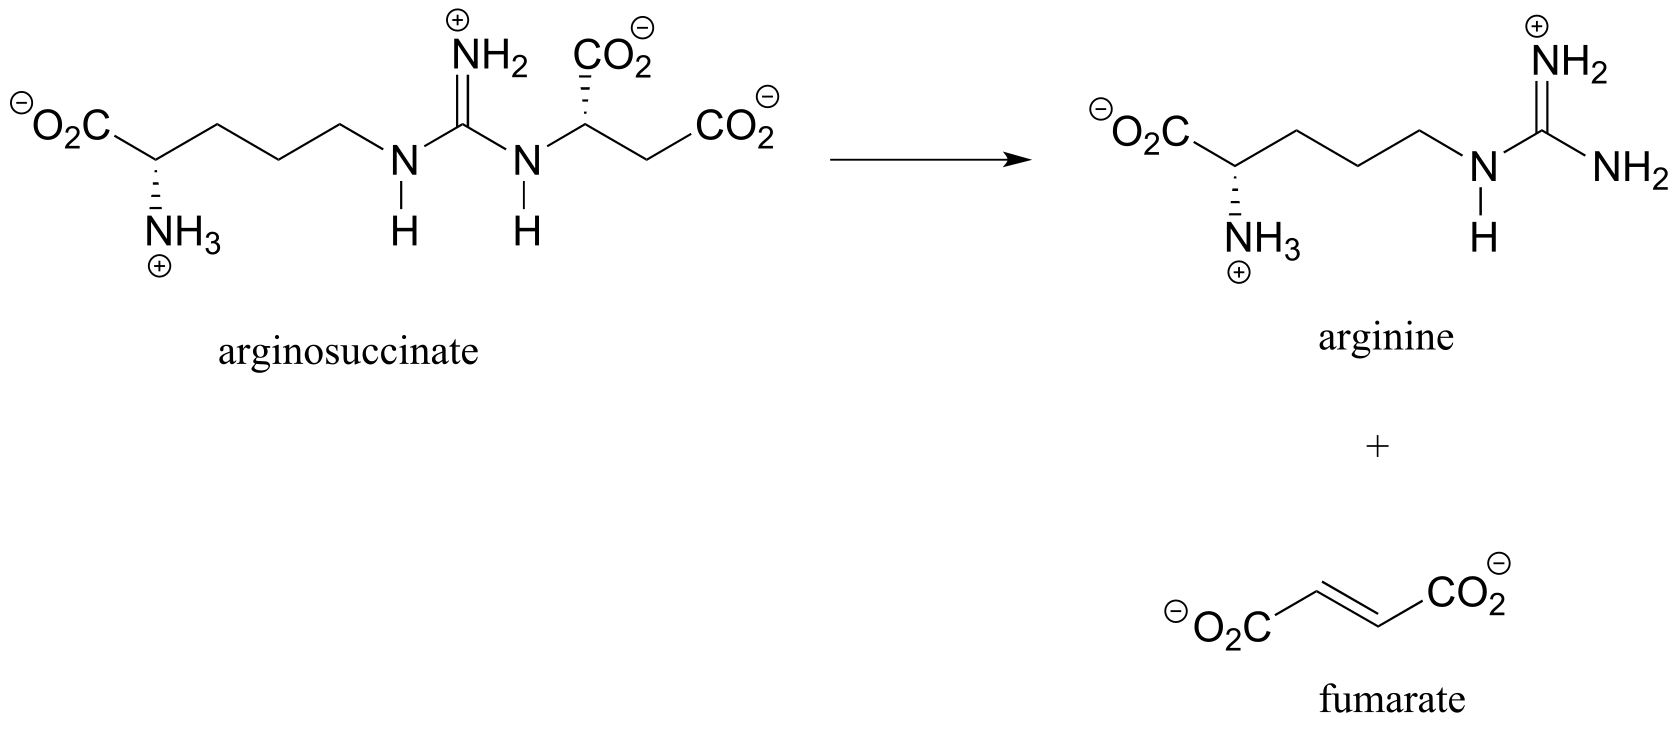 ⊕
NH₂
CO₂⊖
⊖O₂C
CO₂⊖
N
N
H
H
NH₃
⊕
arginosuccinate
⊕
NH₂
⊖O₂C
N
NH₂
H
NH₃
⊕
arginine
+
⊖O₂C
CO₂⊖
fumarate